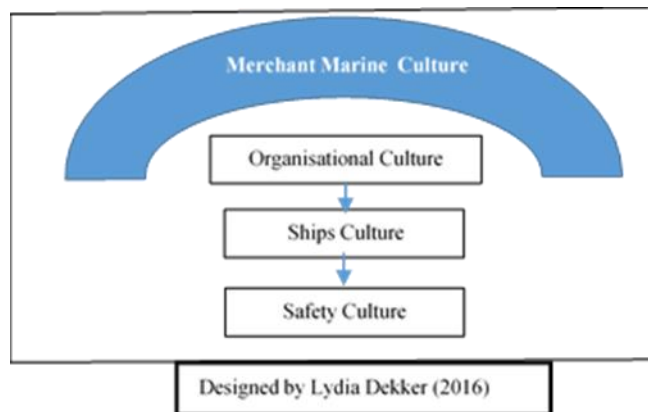 Merchant Marine Culture
Organisational Culture
Ships Culture
Safety Culture
Designed by Lydia Dekker (2016)